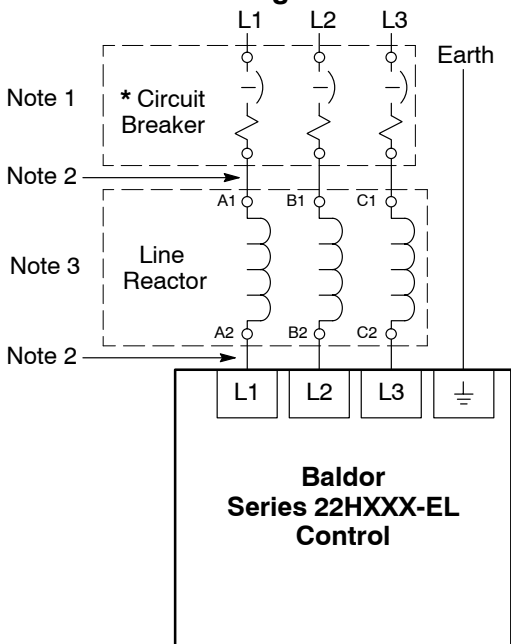 L1 L2 L3
Earth
Note 1
* Circuit
Breaker
Note 2
A1 B1 C1
Note 3
Line
Reactor
A2 B2 C2
Note 2
L1 L2 L3
Baldor
Series 22HXXX-EL
Control